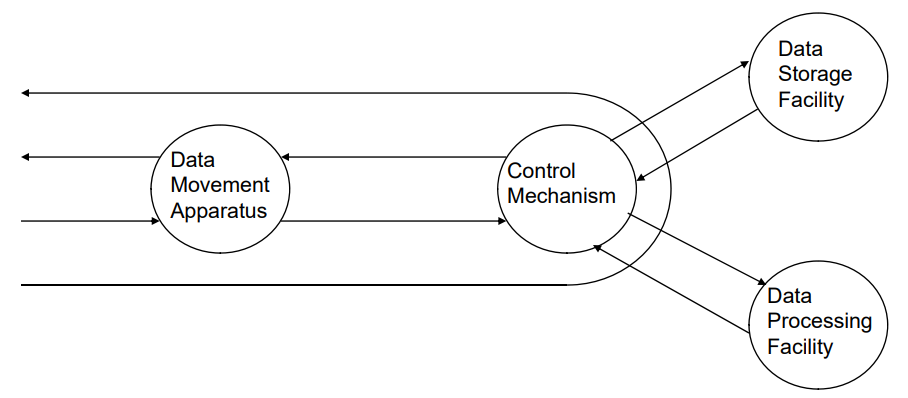 Data
Storage
Facility
Data
Movement
Apparatus
Control
Mechanism
Data
Processing
Facility